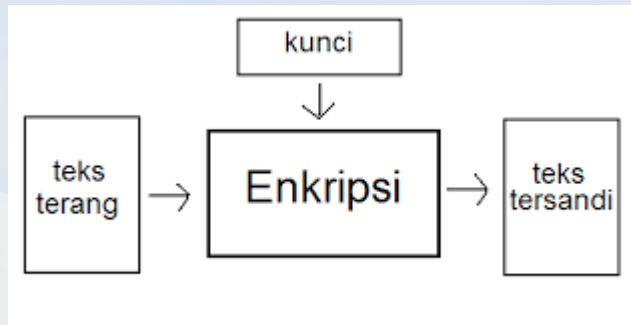 kunci
teks
terang
Enkripsi
teks
tersandi